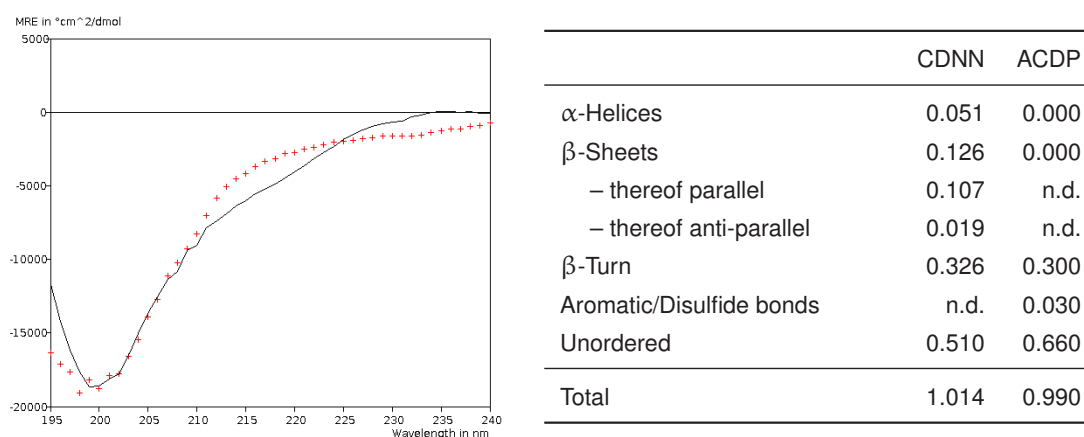 MRE in °cm^2/dmol
5000
0
-5000
-10000
-15000
-20000
195 200 205 210 215 220 225 230 235 240
Wavelength in nm
CDNN ACDP
α-Helices 0.051 0.000
β-Sheets 0.126 0.000
– thereof parallel 0.107 n.d.
– thereof anti-parallel 0.019 n.d.
β-Turn 0.326 0.300
Aromatic/Disulfide bonds n.d. 0.030
Unordered 0.510 0.660
Total 1.014 0.990